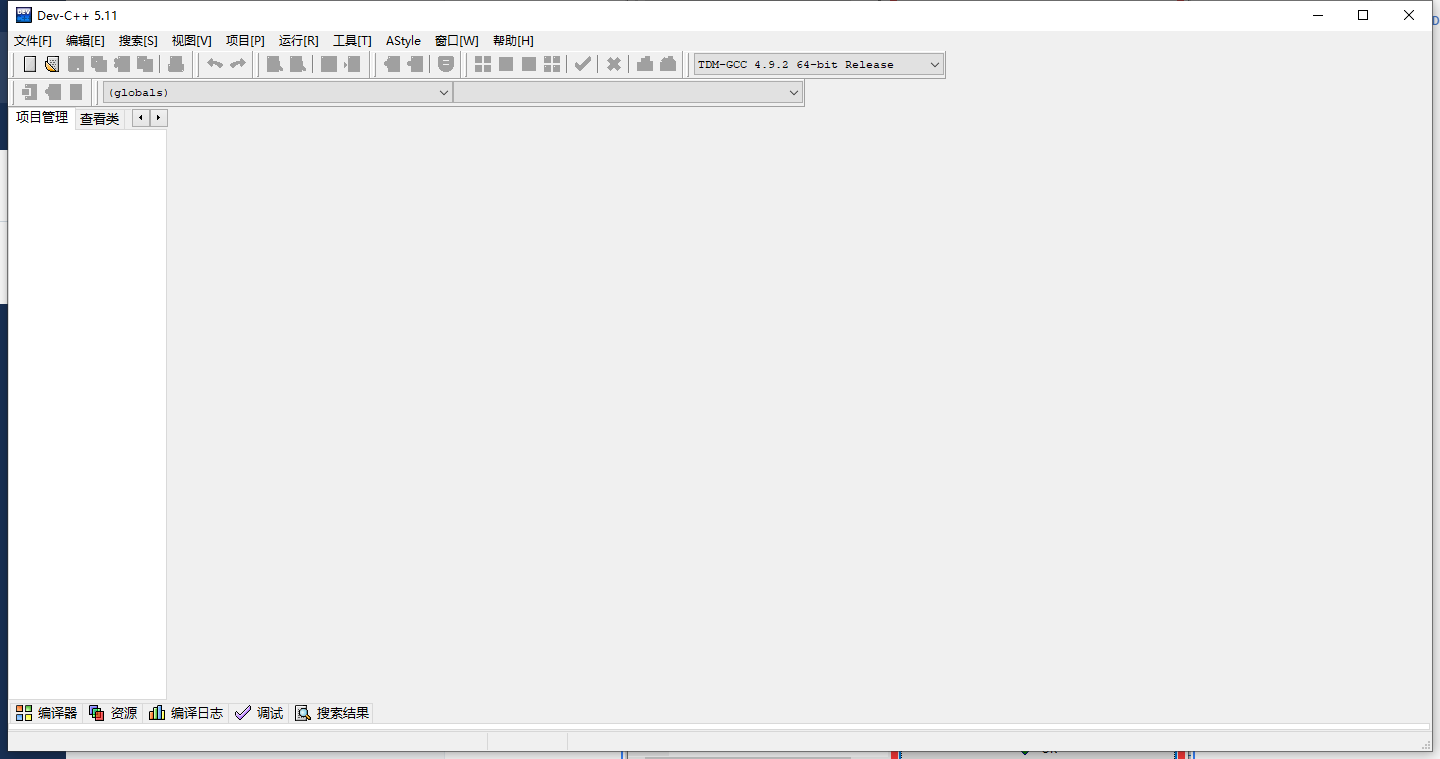 Dev-C++ 5.11
文件[F] 编辑[E] 搜索[S] 视图[V] 项目[P] 运行[R] 工具[T] AStyle 窗口[W] 帮助[H]
TDM-GCC 4.9.2 64-bit Release
(globals)
项目管理 查看类
编译器 资源 编译日志 调试 搜索结果